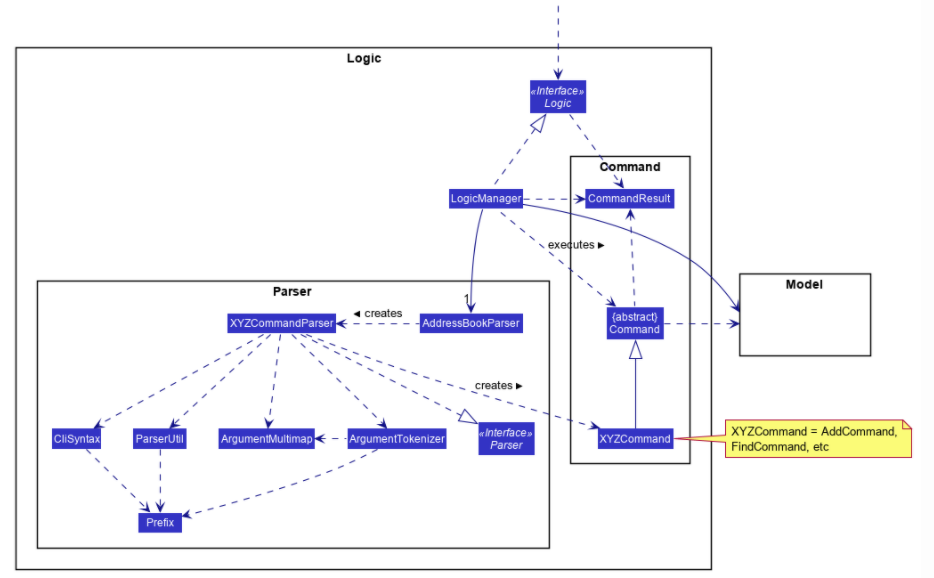 Logic
«Interface»
Logic
Command
LogicManager
CommandResult
executes ►
Model
Parser
1
XYZCommandParser
◄ creates
AddressBookParser
{abstract}
Command
creates ►
CliSyntax
ParserUtil
ArgumentMultimap
ArgumentTokenizer
«Interface»
Parser
XYZCommand
XYZCommand = AddCommand,
FindCommand, etc
Prefix